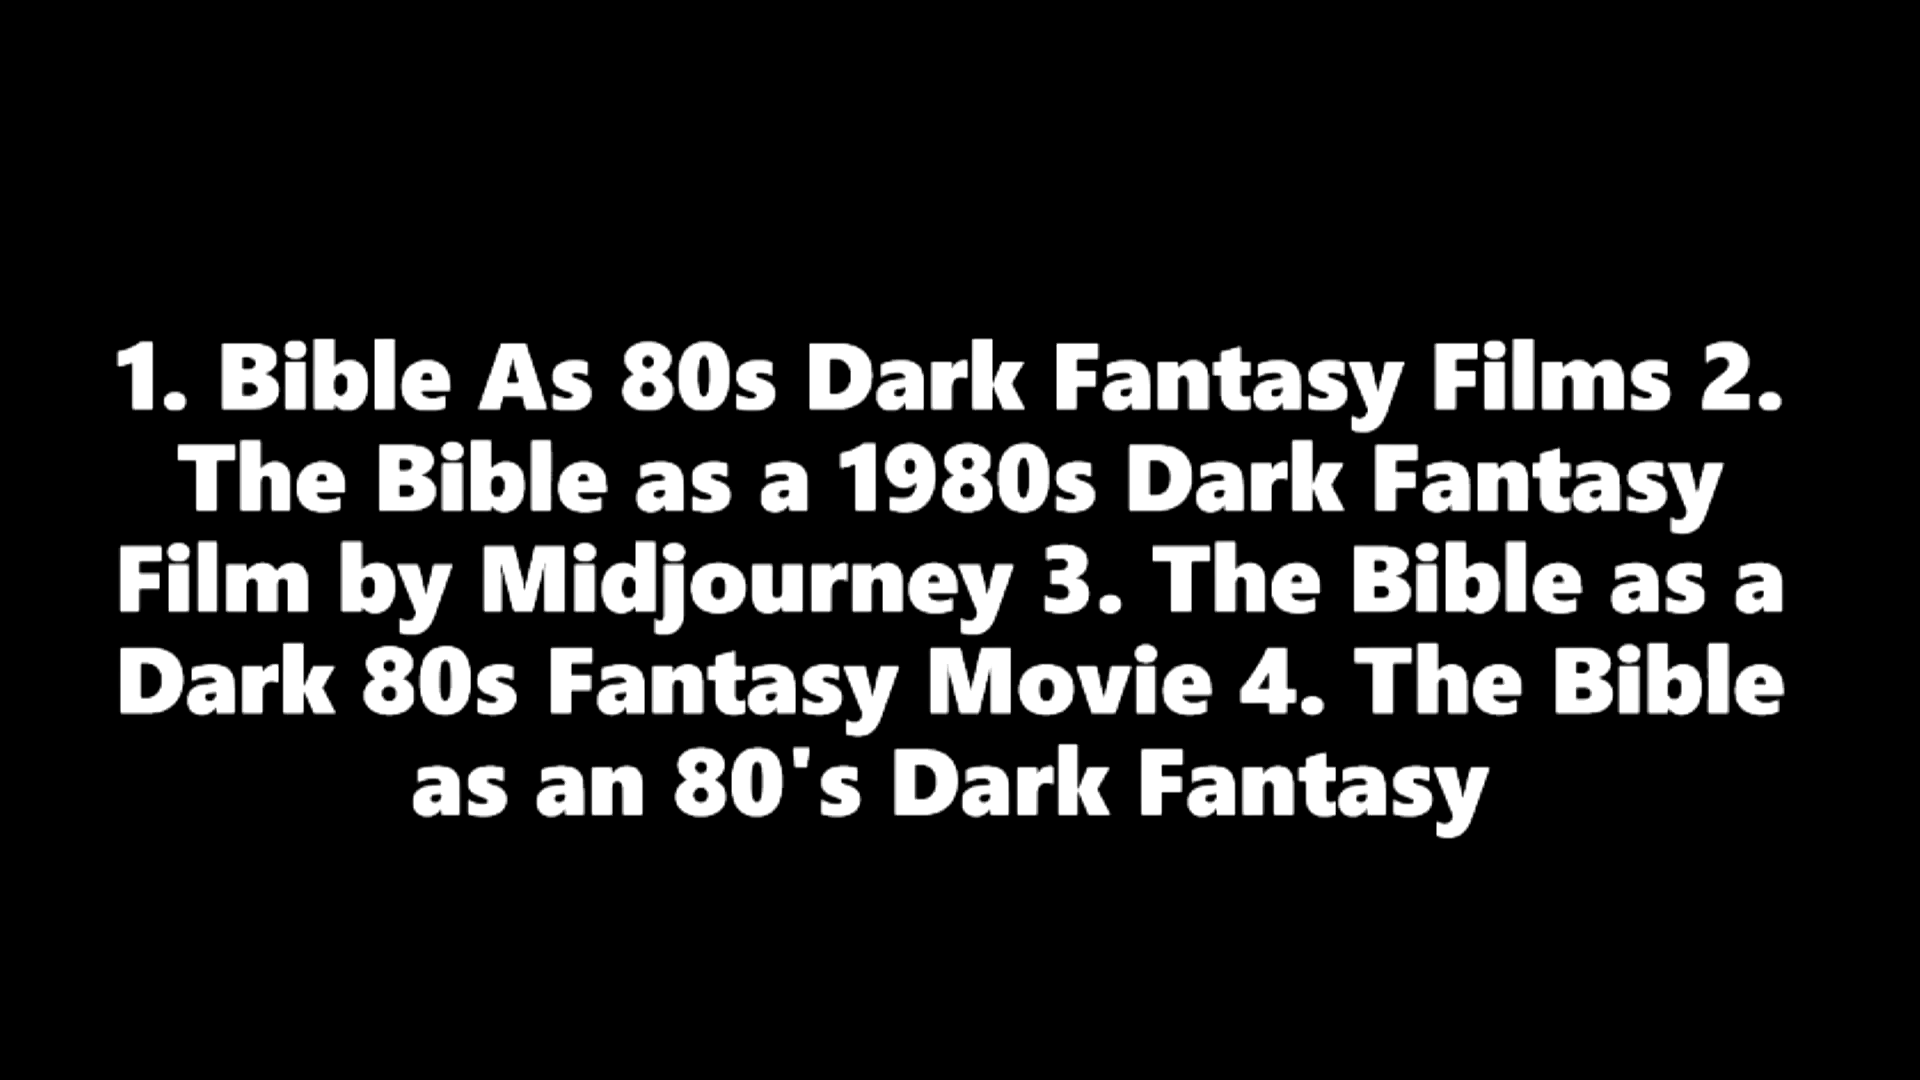 1. Bible As 80s Dark Fantasy Films 2.
The Bible as a 1980s Dark Fantasy
Film by Midjourney 3. The Bible as a
Dark 80s Fantasy Movie 4. The Bible
as an 80's Dark Fantasy